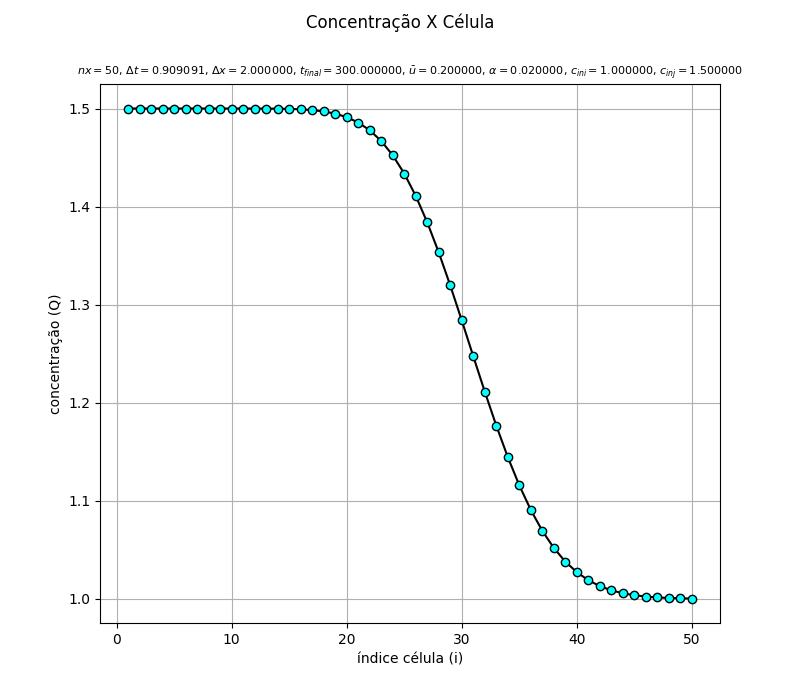 Concentração X Célula
nx = 50, Δt = 0.909091, Δx = 2.000000, t_final = 300.000000, ū = 0.200000, α = 0.020000, c_ini = 1.000000, c_inj = 1.500000
1.5
1.4
1.3
1.2
1.1
1.0
concentração (Q)
0 10 20 30 40 50
índice célula (i)